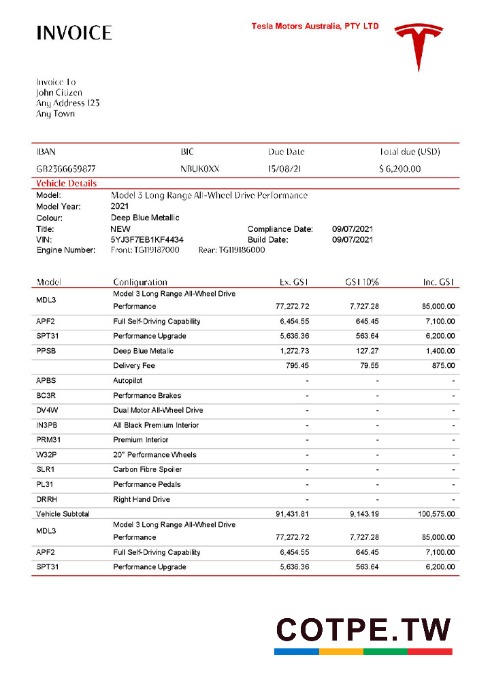 INVOICE
Tesla Motors Australia, PTY LTD
Invoice To
John Citizen
Any Address 123
Any Town
IBAN BIC Due Date Total due (USD)
GB2366659877 NBUK0XX 15/08/21 $ 6,200.00
Vehicle Details
Model: Model 3 Long Range All-Wheel Drive Performance
Model Year: 2021
Colour: Deep Blue Metallic
Title: NEW Compliance Date: 09/07/2021
VIN: 5YJ3F7EB1KF4434 Build Date: 09/07/2021
Engine Number: Front: TG119187000 Rear: TG119186000
Model Configuration Ex. GST GST 10% Inc. GST
MDL3 Model 3 Long Range All-Wheel Drive
Performance 77,272.72 7,727.28 85,000.00
APF2 Full Self-Driving Capability 6,454.55 645.45 7,100.00
SPT31 Performance Upgrade 5,636.36 563.64 6,200.00
PPSB Deep Blue Metalic 1,272.73 127.27 1,400.00
Delivery Fee 795.45 79.55 875.00
APBS Autopilot - - -
BC3R Performance Brakes - - -
DV4W Dual Motor All-Wheel Drive - - -
IN3PB All Black Premium Interior - - -
PRM31 Premium Interior - - -
W32P 20" Performance Wheels - - -
SLR1 Carbon Fibre Spoiler - - -
PL31 Performance Pedals - - -
DRRH Right Hand Drive - - -
Vehicle Subtotal 91,431.81 9,143.19 100,575.00
MDL3 Model 3 Long Range All-Wheel Drive
Performance 77,272.72 7,727.28 85,000.00
APF2 Full Self-Driving Capability 6,454.55 645.45 7,100.00
SPT31 Performance Upgrade 5,636.36 563.64 6,200.00
COTPE.TW